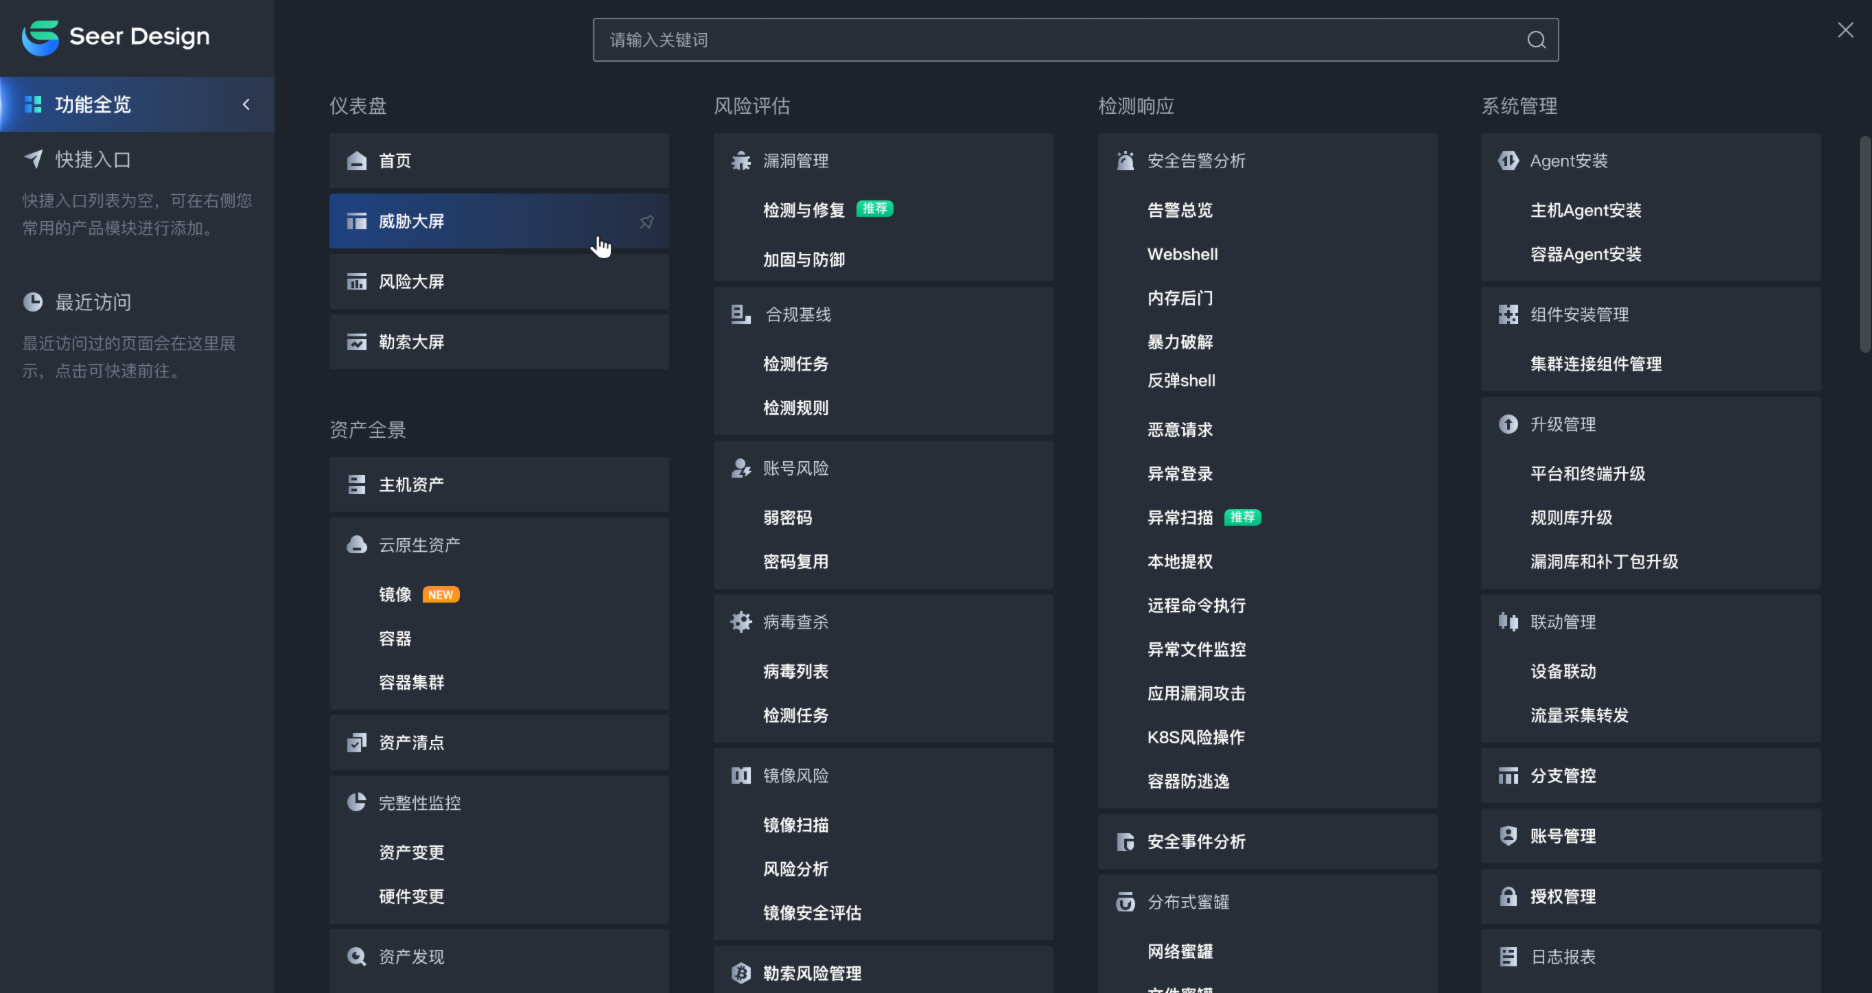 Seer Design
请输入关键词
功能全览
快捷入口
快捷入口列表为空，可在右侧您
常用的产品模块进行添加。
最近访问
最近访问过的页面会在这里展
示，点击可快速前往。
仪表盘
首页
威胁大屏
风险大屏
勒索大屏
资产全景
主机资产
云原生资产
镜像 NEW
容器
容器集群
资产清点
完整性监控
资产变更
硬件变更
资产发现
风险评估
漏洞管理
检测与修复 推荐
加固与防御
合规基线
检测任务
检测规则
账号风险
弱密码
密码复用
病毒查杀
病毒列表
检测任务
镜像风险
镜像扫描
风险分析
镜像安全评估
勒索风险管理
检测响应
安全告警分析
告警总览
Webshell
内存后门
暴力破解
反弹shell
恶意请求
异常登录
异常扫描 推荐
本地提权
远程命令执行
异常文件监控
应用漏洞攻击
K8S风险操作
容器防逃逸
安全事件分析
分布式蜜罐
网络蜜罐
文件蜜罐
系统管理
Agent安装
主机Agent安装
容器Agent安装
组件安装管理
集群连接组件管理
升级管理
平台和终端升级
规则库升级
漏洞库和补丁包升级
联动管理
设备联动
流量采集转发
分支管控
账号管理
授权管理
日志报表